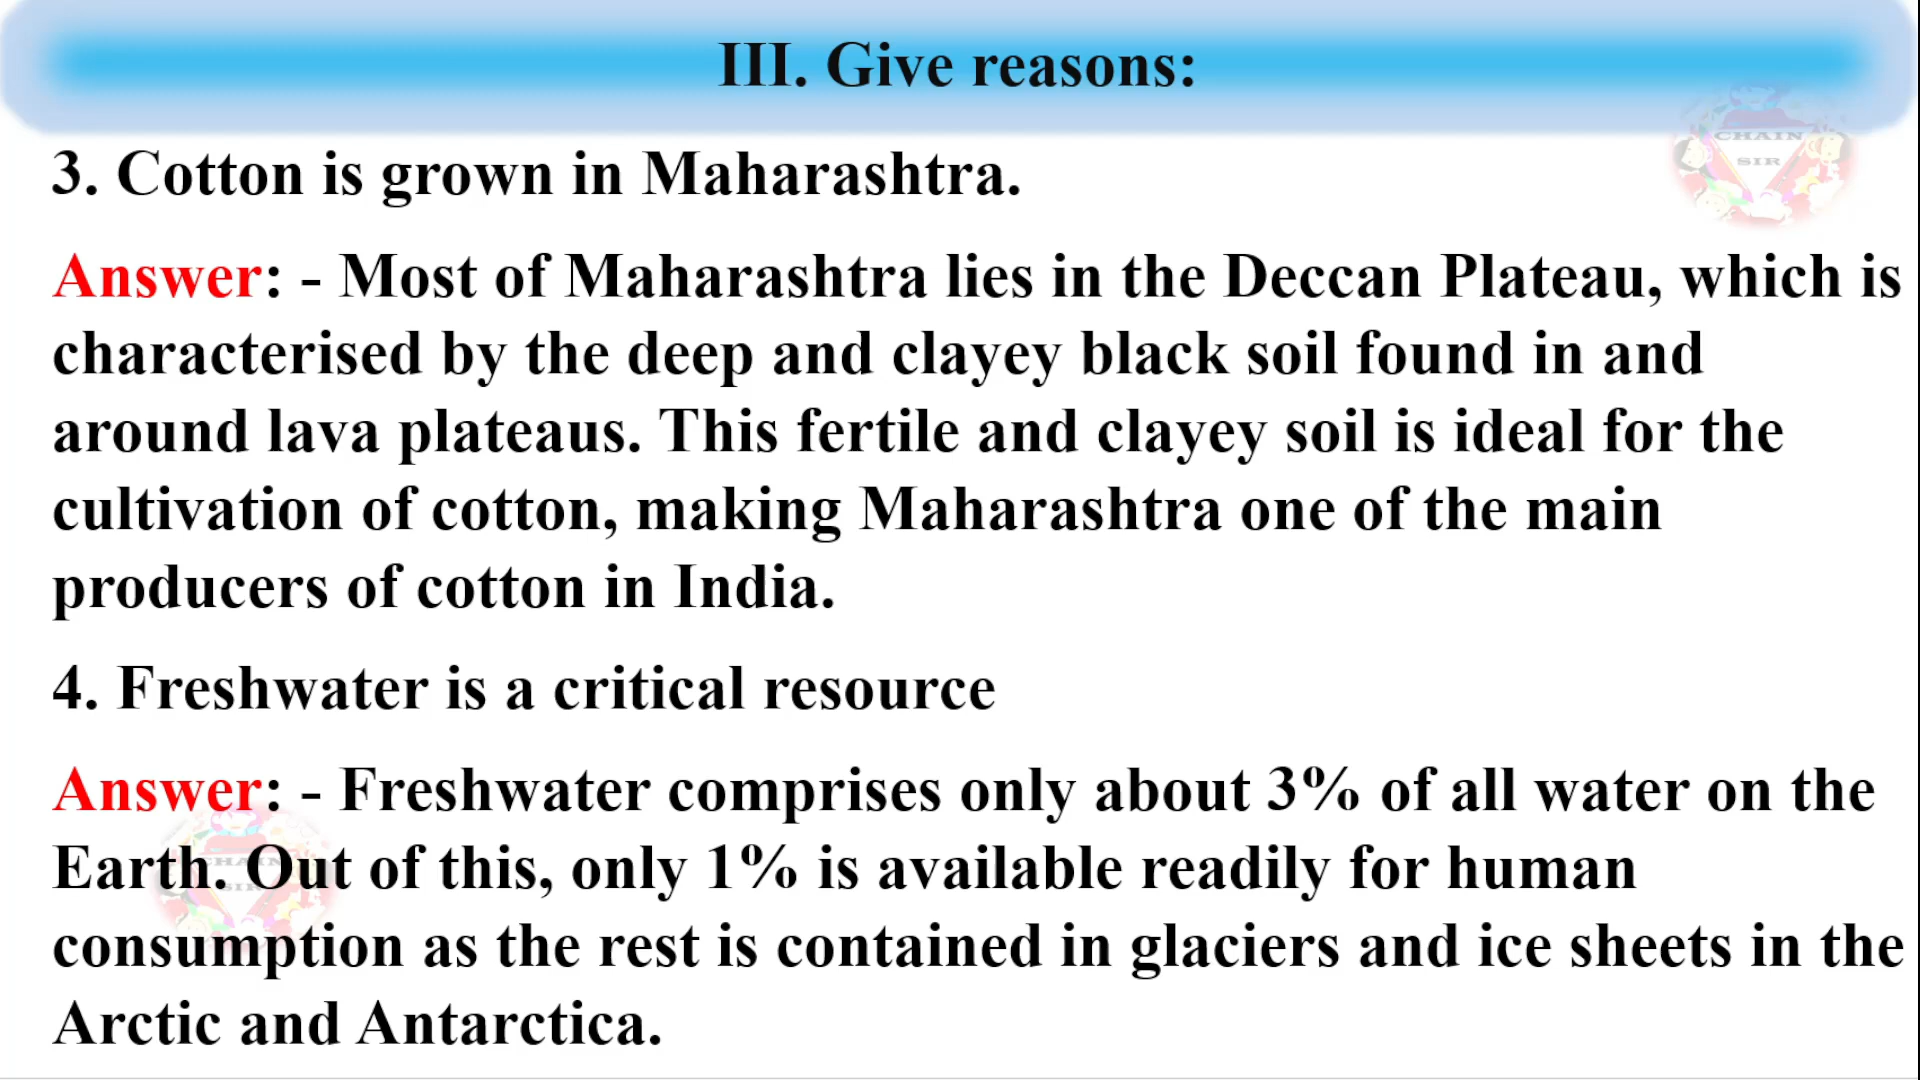 III. Give reasons:
CHAIN
SIR
3. Cotton is grown in Maharashtra.
Answer: - Most of Maharashtra lies in the Deccan Plateau, which is
characterised by the deep and clayey black soil found in and
around lava plateaus. This fertile and clayey soil is ideal for the
cultivation of cotton, making Maharashtra one of the main
producers of cotton in India.
4. Freshwater is a critical resource
Answer: - Freshwater comprises only about 3% of all water on the
Earth. Out of this, only 1% is available readily for human
CHAIN
SIR
consumption as the rest is contained in glaciers and ice sheets in the
Arctic and Antarctica.